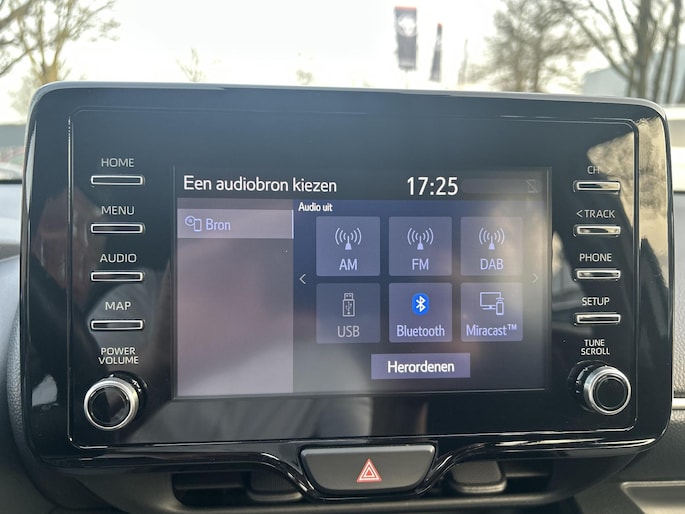 HOME
MENU
AUDIO
MAP
POWER
VOLUME
Een audiobron kiezen 17:25
Bron
Audio uit
AM FM DAB
USB Bluetooth Miracast™
Herordenen
CH
<TRACK
PHONE
SETUP
TUNE
SCROLL